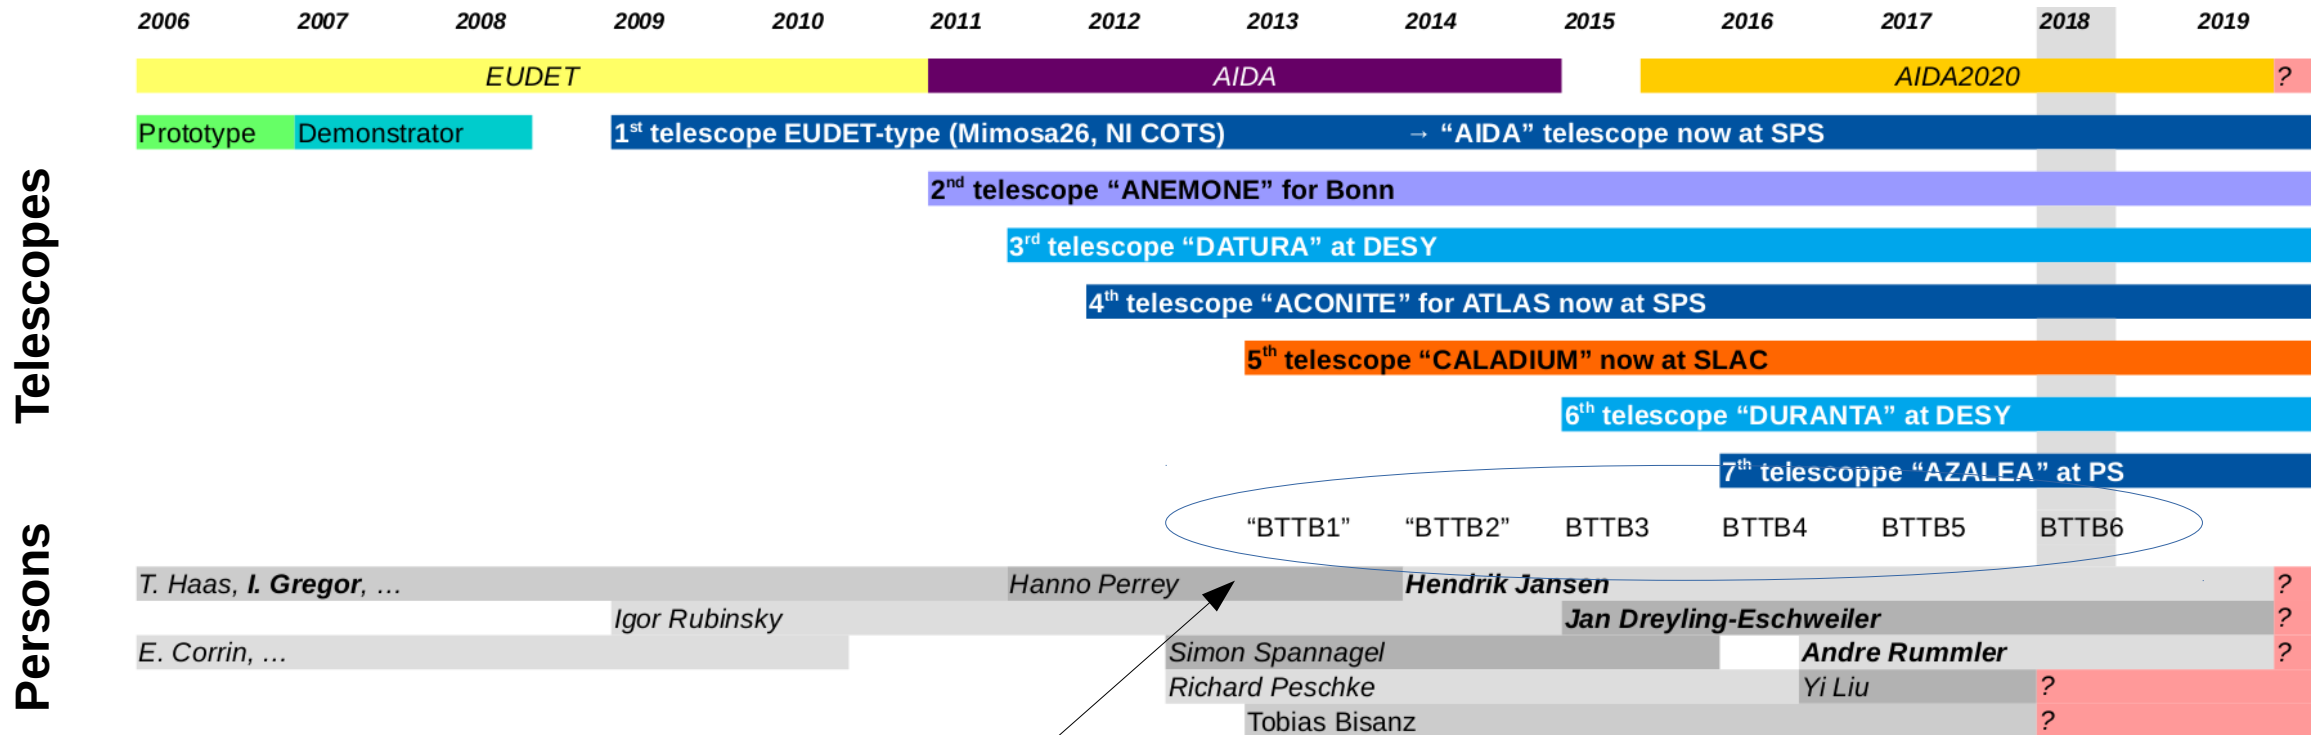 2006 2007 2008 2009 2010 2011 2012 2013 2014 2015 2016 2017 2018 2019
EUDET AIDA AIDA2020 ?
Prototype Demonstrator 1st telescope EUDET-type (Mimosa26, NI COTS) → “AIDA” telescope now at SPS
Telescopes
2nd telescope “ANEMONE” for Bonn
3rd telescope “DATURA” at DESY
4th telescope “ACONITE” for ATLAS now at SPS
5th telescope “CALADIUM” now at SLAC
6th telescope “DURANTA” at DESY
7th telescoppe “AZALEA” at PS
“BTTB1” “BTTB2” BTTB3 BTTB4 BTTB5 BTTB6
Persons
T. Haas, I. Gregor, … Hanno Perrey Hendrik Jansen ?
Igor Rubinsky Jan Dreyling-Eschweiler ?
E. Corrin, … Simon Spannagel Andre Rummler ?
Richard Peschke Yi Liu ?
Tobias Bisanz ?